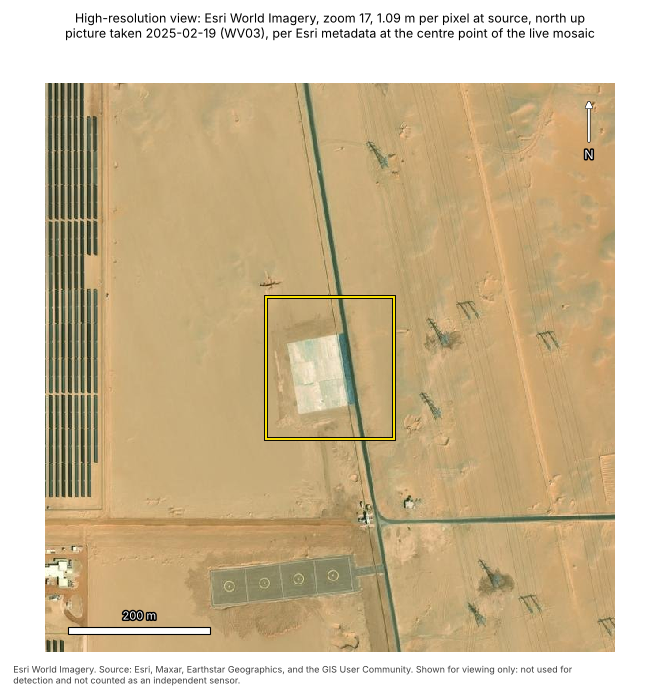 High-resolution view: Esri World Imagery, zoom 17, 1.09 m per pixel at source, north up
picture taken 2025-02-19 (WV03), per Esri metadata at the centre point of the live mosaic
N
200 m
Esri World Imagery. Source: Esri, Maxar, Earthstar Geographics, and the GIS User Community. Shown for viewing only: not used for
detection and not counted as an independent sensor.